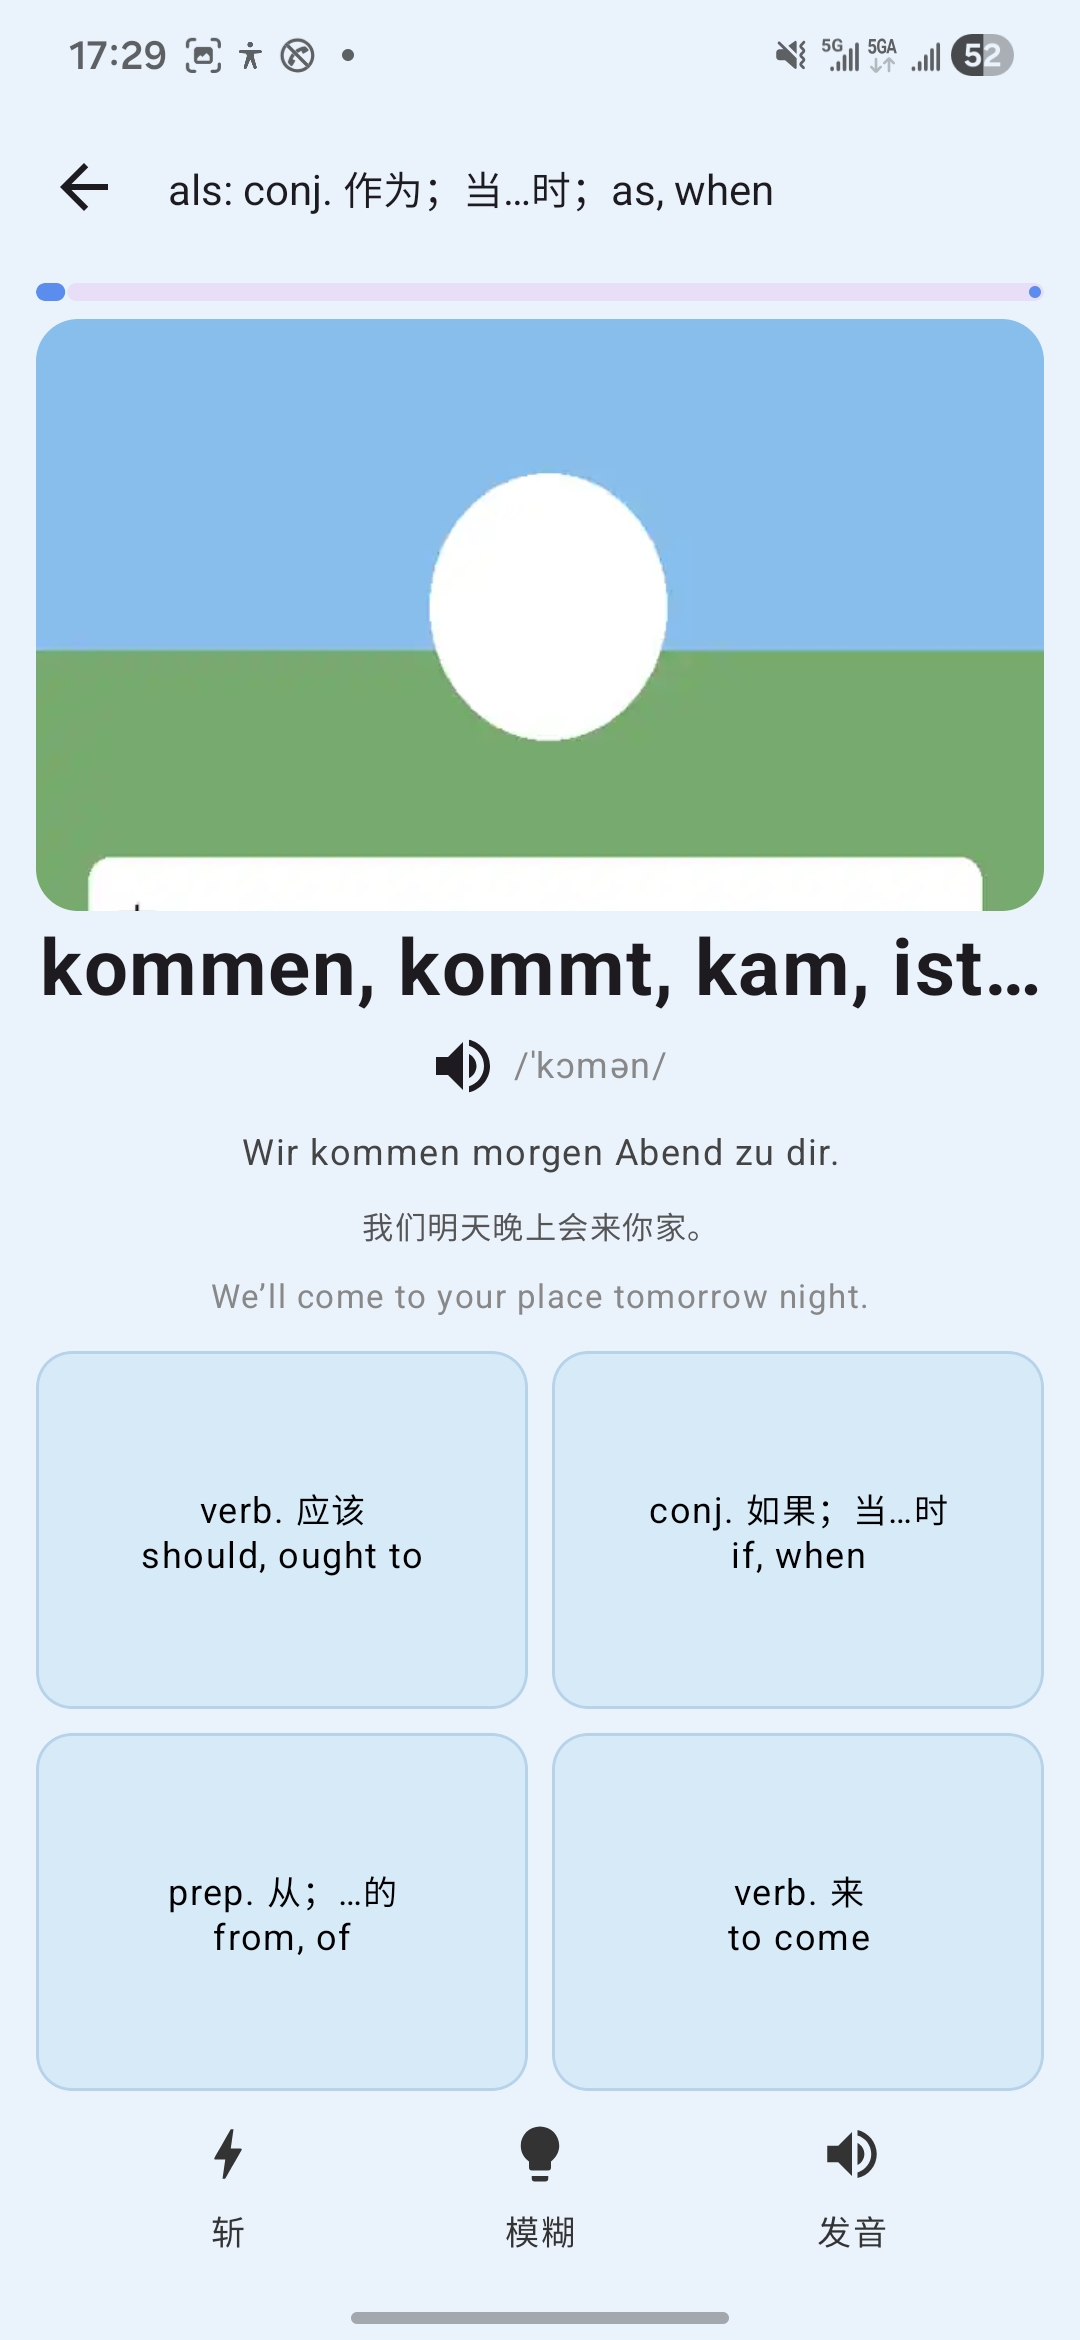 17:29
5G
5GA
52
als: conj. 作为；当...时；as, when
kommen, kommt, kam, ist...
/ˈkɔmən/
Wir kommen morgen Abend zu dir.
我们明天晚上会来你家。
We’ll come to your place tomorrow night.
verb. 应该
should, ought to
conj. 如果；当...时
if, when
prep. 从；...的
from, of
verb. 来
to come
斩
模糊
发音